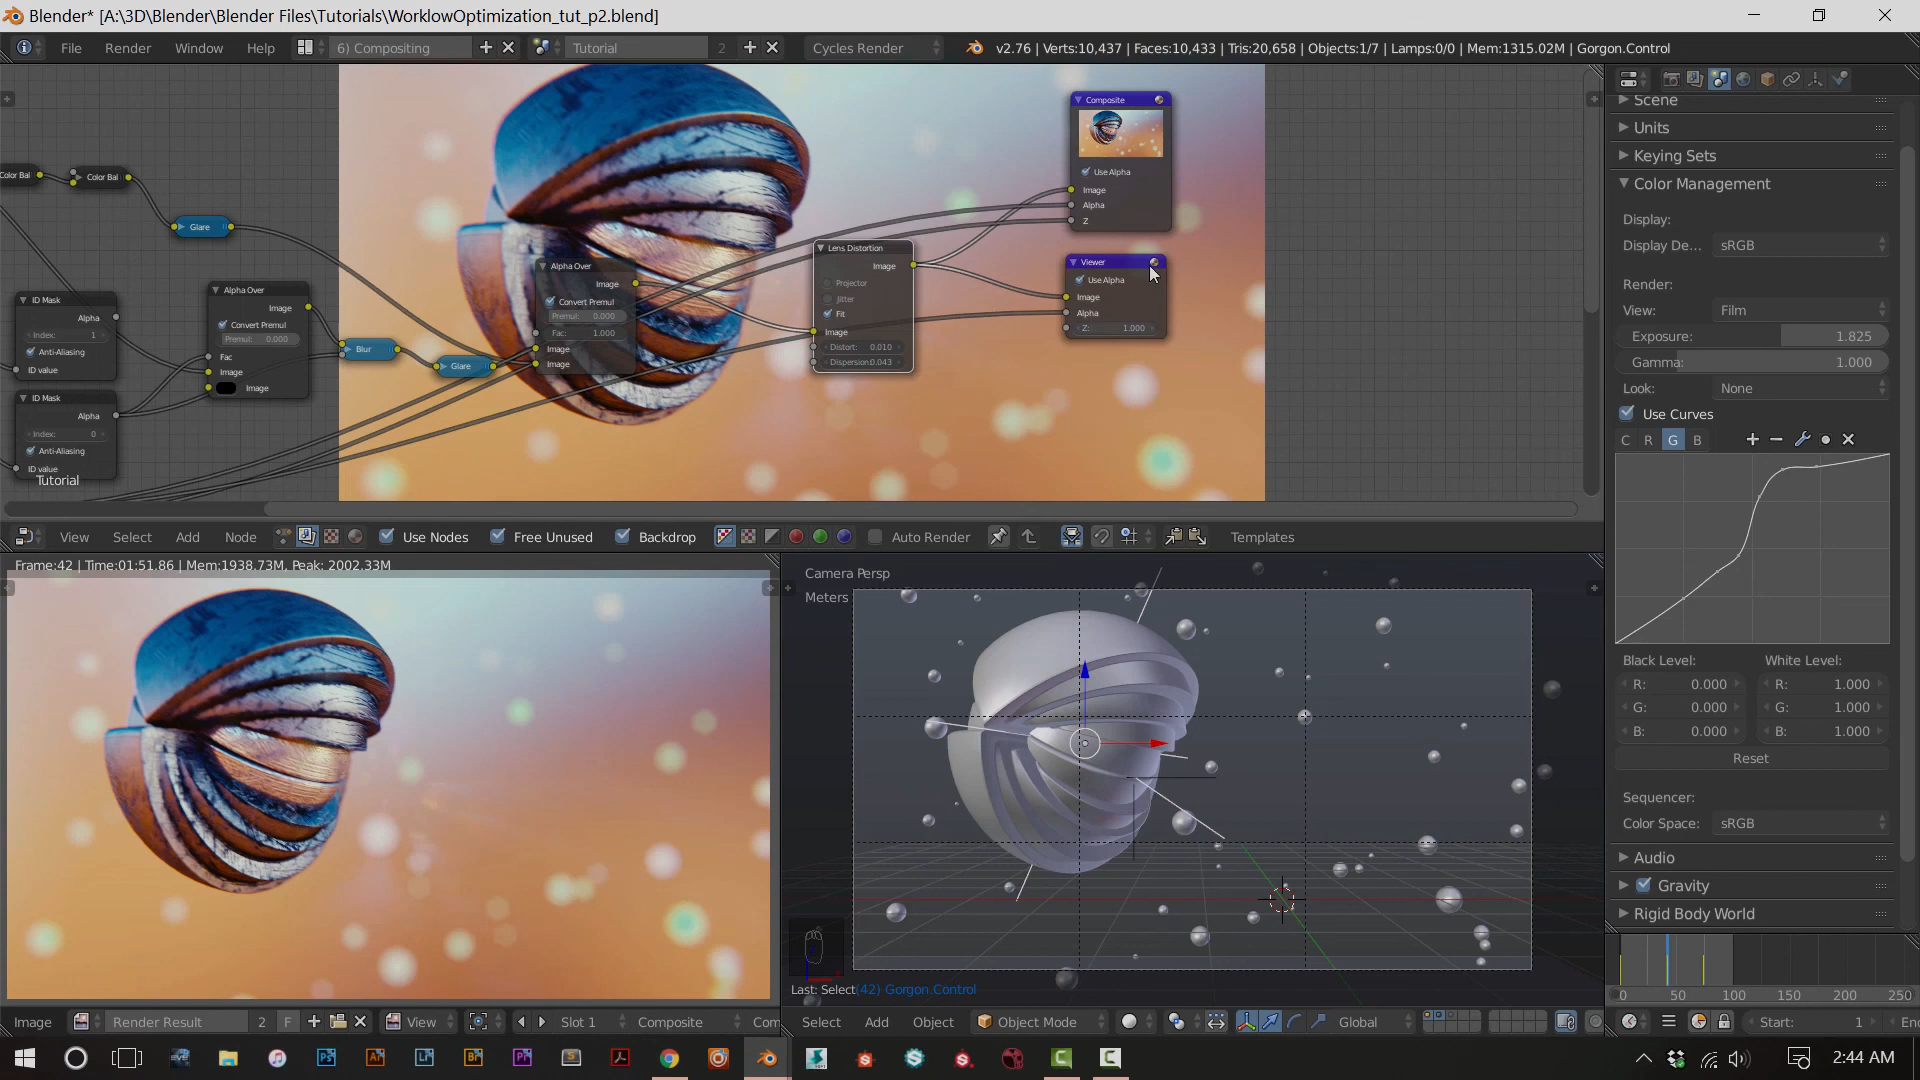 Blender* [A:\3D\Blender\Blender Files\Tutorials\WorklowOptimization_tut_p2.blend]
File Render Window Help 6) Compositing Tutorial 2 Cycles Render v2.76 | Verts:10,437 | Faces:10,433 | Tris:20,658 | Objects:1/7 | Lamps:0/0 | Mem:1315.02M | Gorgon.Control
Color Bal
Color Bal
Glare
ID Mask
Alpha
Index: 1
Anti-Aliasing
ID value
ID Mask
Alpha
Index: 0
Anti-Aliasing
ID value
Tutorial
Alpha Over
Image
Convert Premul
Premul: 0.000
Fac
Image
Image
Blur
Glare
Alpha Over
Image
Convert Premul
Premul: 0.000
Fac: 1.000
Image
Image
Lens Distortion
Image
Projector
Jitter
Fit
Image
Distort: 0.010
Dispersion: 0.043
Composite
Use Alpha
Image
Alpha
Z
Viewer
Use Alpha
Image
Alpha
Z: 1.000
View Select Add Node Use Nodes Free Unused Backdrop Auto Render Templates
Frame:42 | Time:01:51.86 | Mem:1938.73M, Peak: 2002.33M
Image Render Result 2 F View Slot 1 Composite Com
Camera Persp
Meters
Last: Select(42) Gorgon.Control
Select Add Object Object Mode Global
Scene
Units
Keying Sets
Color Management
Display:
Display De... sRGB
Render:
View: Film
Exposure: 1.825
Gamma: 1.000
Look: None
Use Curves
C R G B
Black Level: White Level:
R: 0.000 R: 1.000
G: 0.000 G: 1.000
B: 0.000 B: 1.000
Reset
Sequencer:
Color Space: sRGB
Audio
Gravity
Rigid Body World
0 50 100 150 200 250
Start: 1 En
Ps Ai Lr Br Pr S
2:44 AM